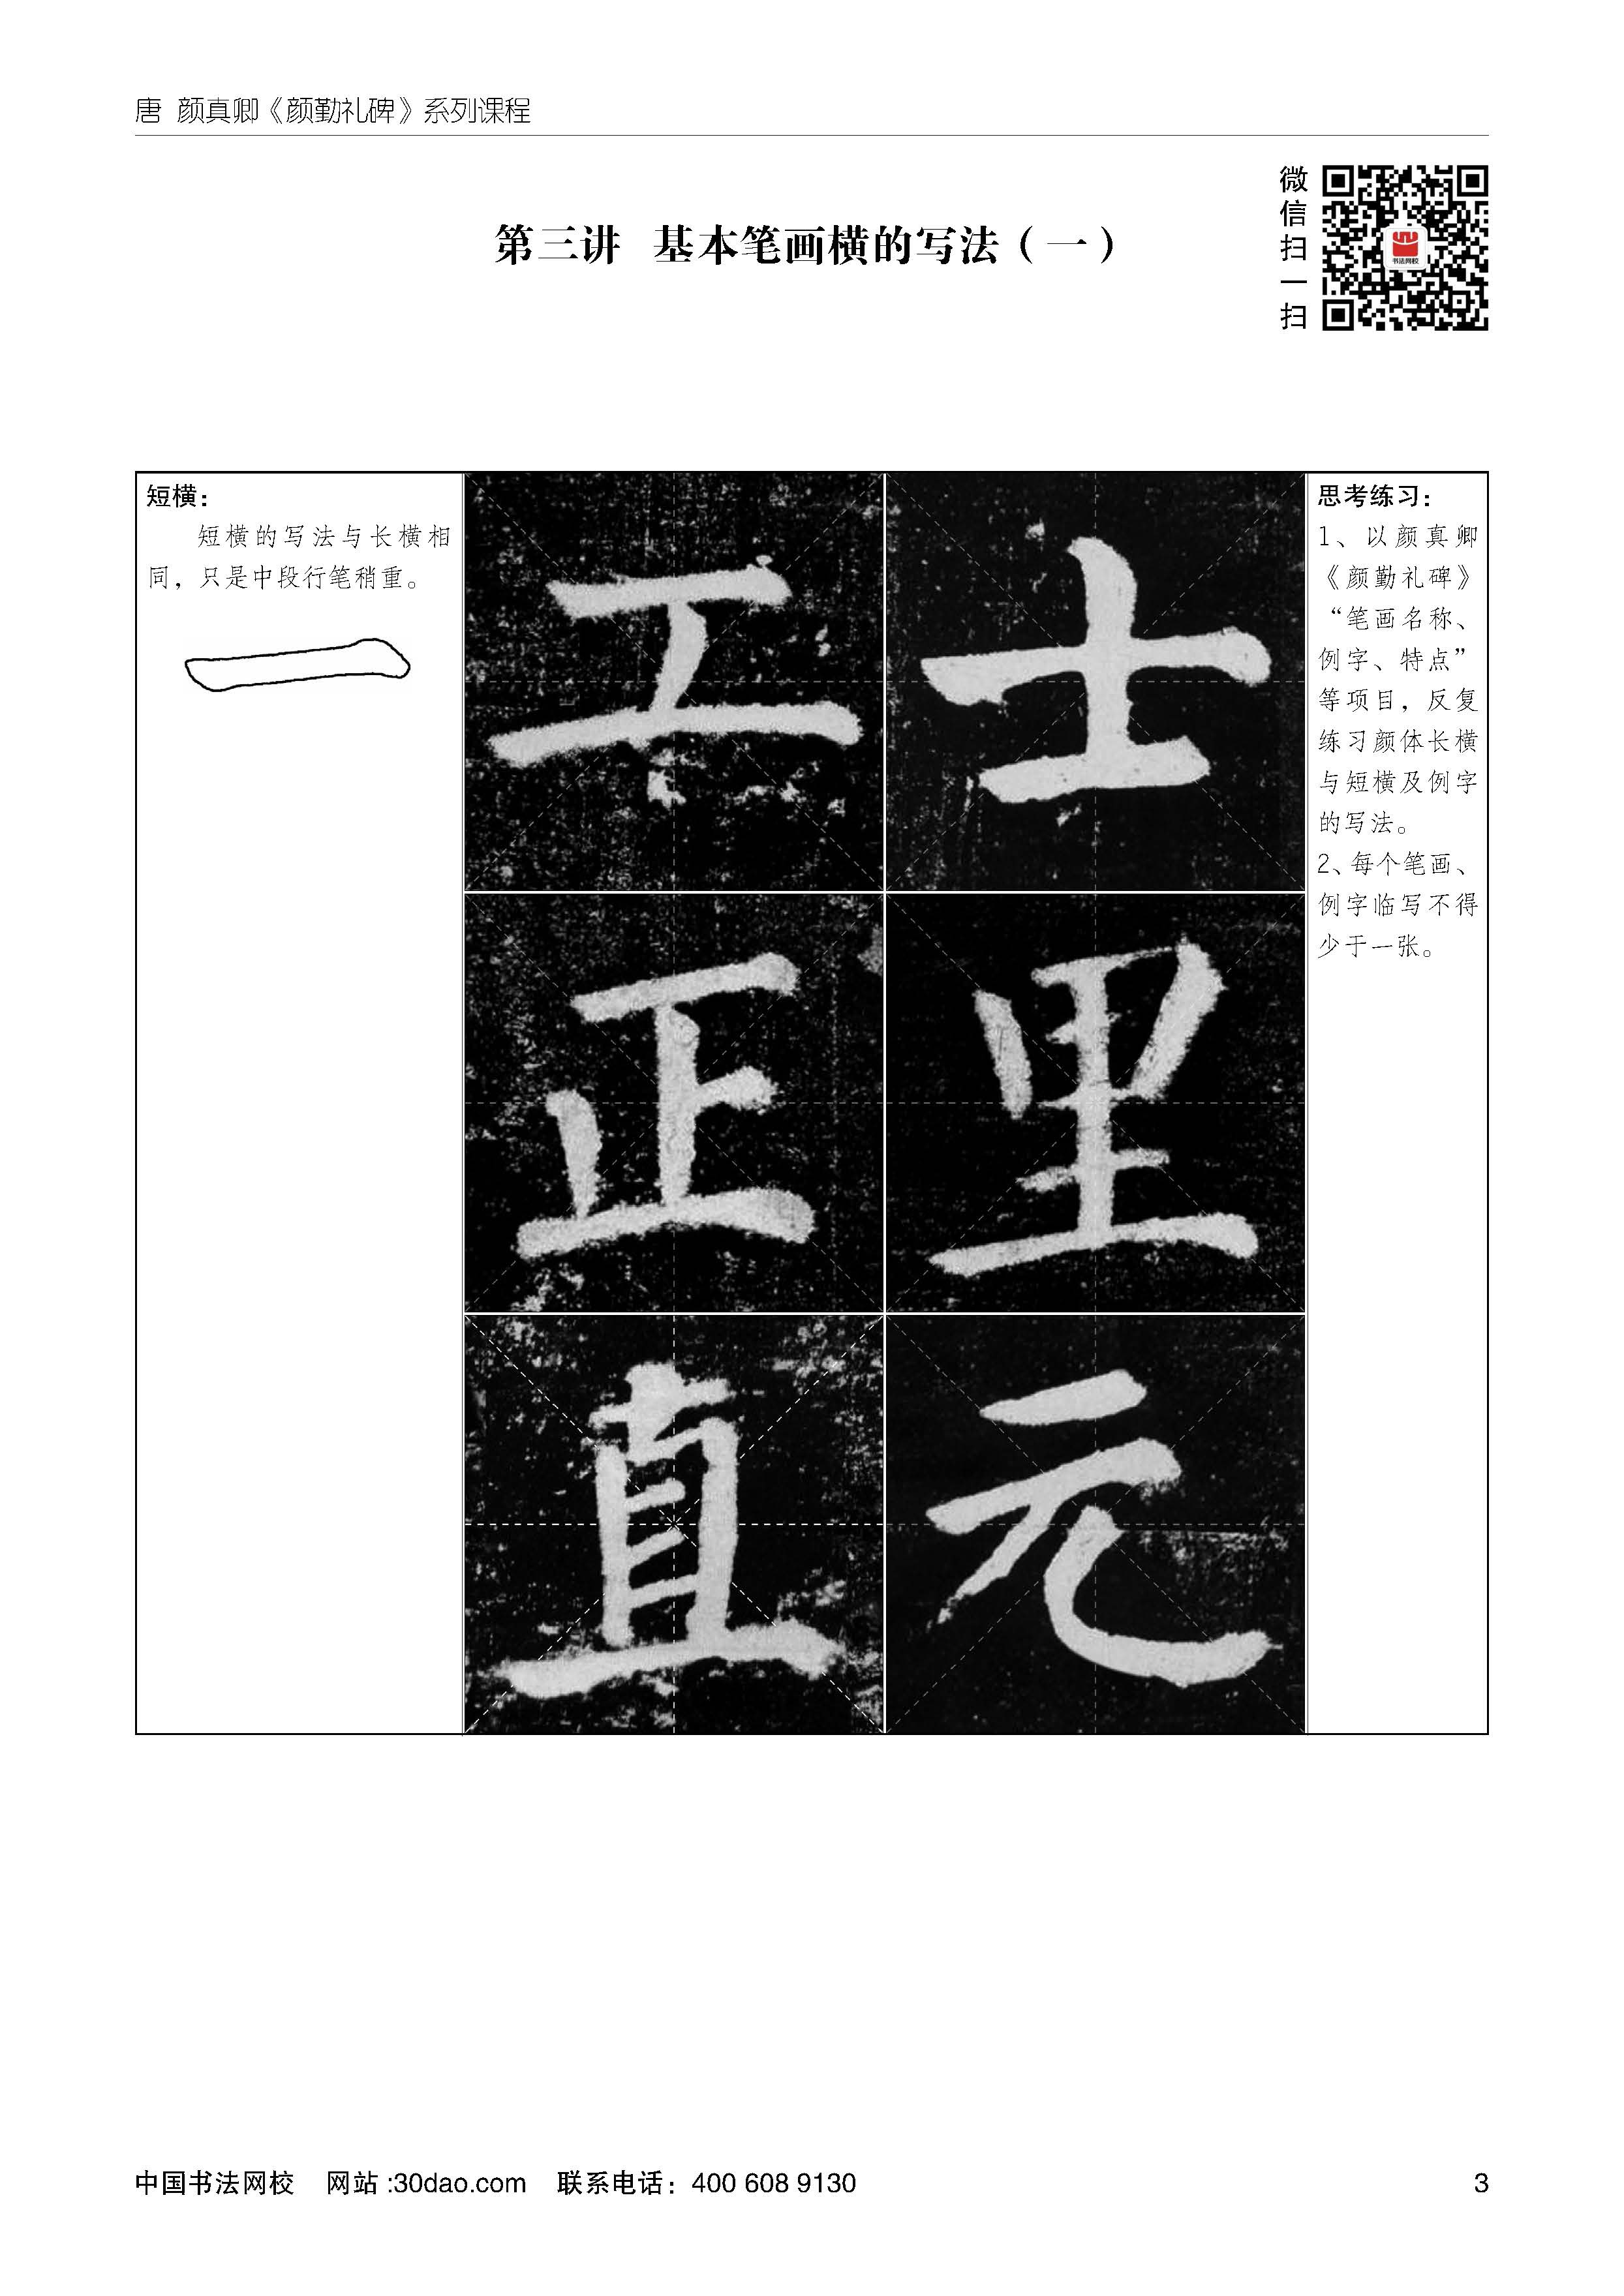 唐 颜真卿《颜勤礼碑》系列课程
第三讲 基本笔画横的写法（一）
微信扫一扫
书法网校
短横：
短横的写法与长横相
同，只是中段行笔稍重。
工 士
正 里
直 元
思考练习：
1、以颜真卿
《颜勤礼碑》
“笔画名称、
例字、特点”
等项目，反复
练习颜体长横
与短横及例字
的写法。
2、每个笔画、
例字临写不得
少于一张。
中国书法网校 网站:30dao.com 联系电话：400 608 9130
3